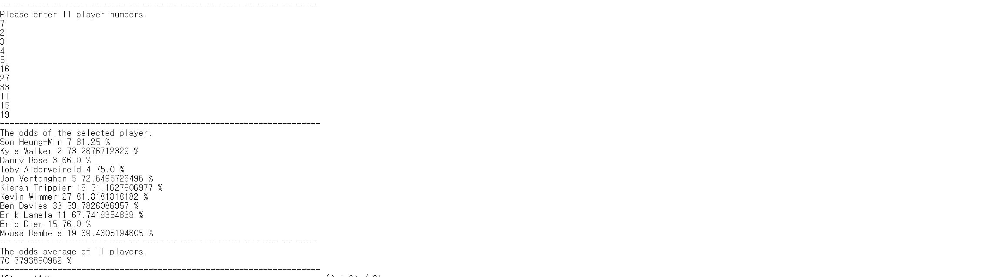 --------------------------------------------------------------------
Please enter 11 player numbers.
7
2
3
4
5
16
27
33
11
15
19
--------------------------------------------------------------------
The odds of the selected player.
Son Heung-Min 7 81.25 %
Kyle Walker 2 73.2876712329 %
Danny Rose 3 66.0 %
Toby Alderweireld 4 75.0 %
Jan Vertonghen 5 72.6495726496 %
Kieran Trippier 16 51.1627906977 %
Kevin Wimmer 27 81.8181818182 %
Ben Davies 33 59.7826086957 %
Erik Lamela 11 67.7419354839 %
Eric Dier 15 76.0 %
Mousa Dembele 19 69.4805194805 %
--------------------------------------------------------------------
The odds average of 11 players.
70.3793890962 %
--------------------------------------------------------------------